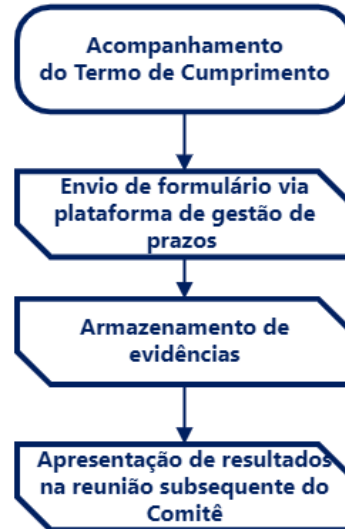 Acompanhamento
do Termo de Cumprimento
Envio de formulário via
plataforma de gestão de
prazos
Armazenamento de
evidências
Apresentação de resultados
na reunião subsequente do
Comitê